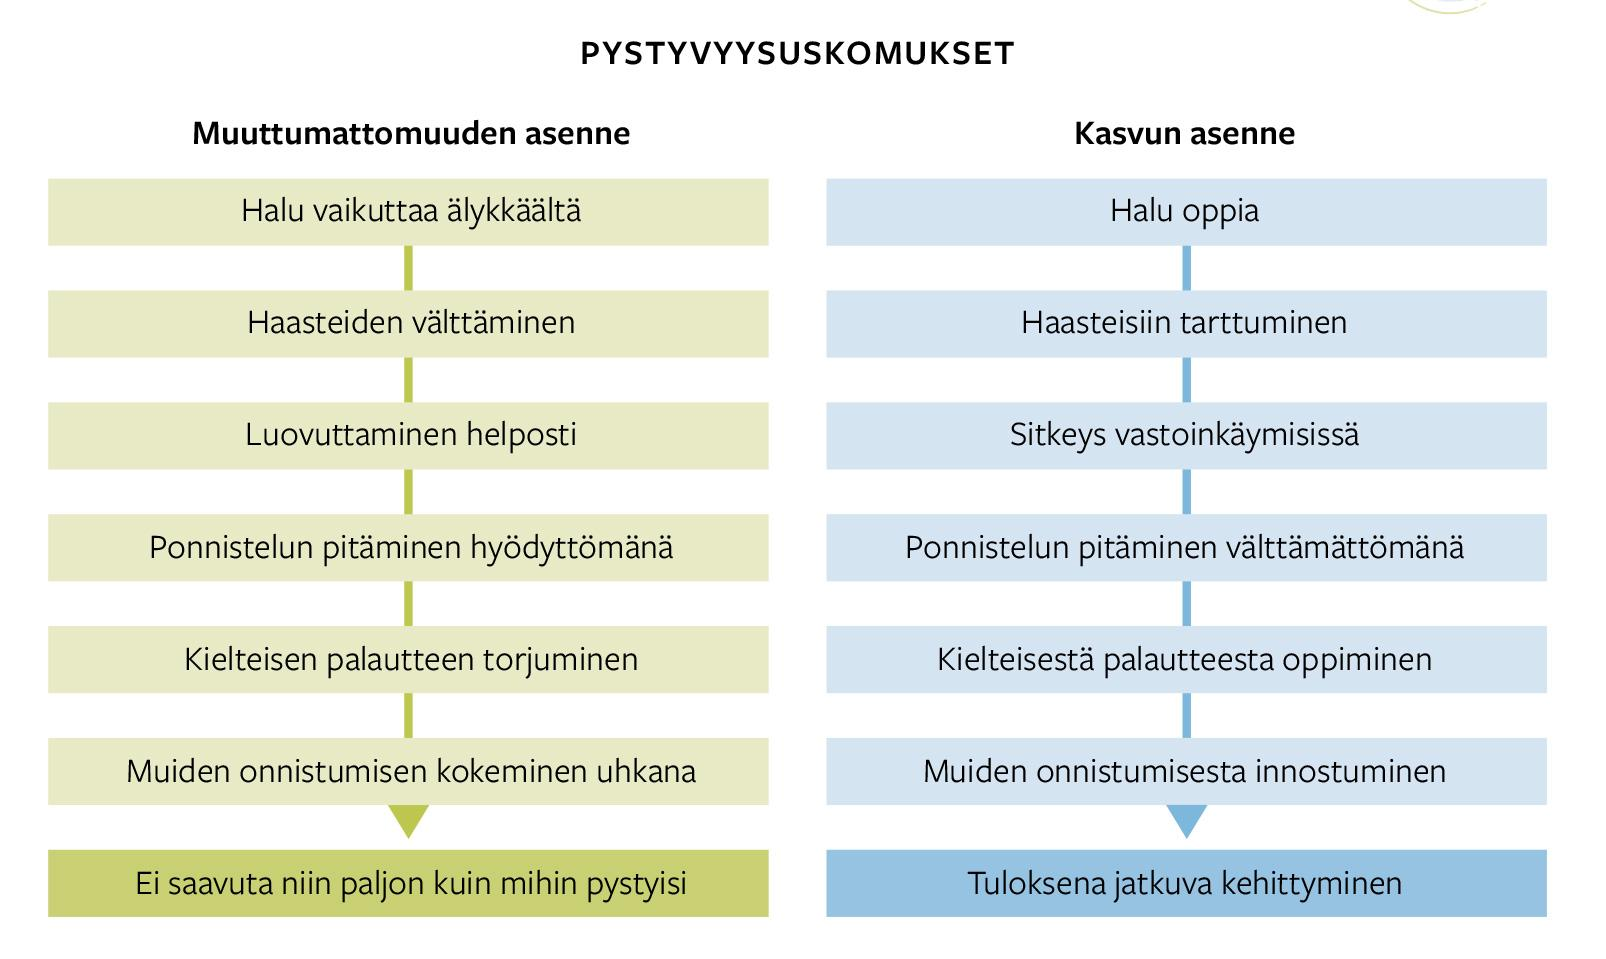 PYSTYVYYSUSKOMUKSET
Muuttumattomuuden asenne
Halu vaikuttaa älykkäältä
Haasteiden välttäminen
Luovuttaminen helposti
Ponnistelun pitäminen hyödyttömänä
Kielteisen palautteen torjuminen
Muiden onnistumisen kokeminen uhkana
Ei saavuta niin paljon kuin mihin pystyisi
Kasvun asenne
Halu oppia
Haasteisiin tarttuminen
Sitkeys vastoinkäymisissä
Ponnistelun pitäminen välttämättömänä
Kielteisestä palautteesta oppiminen
Muiden onnistumisesta innostuminen
Tuloksena jatkuva kehittyminen